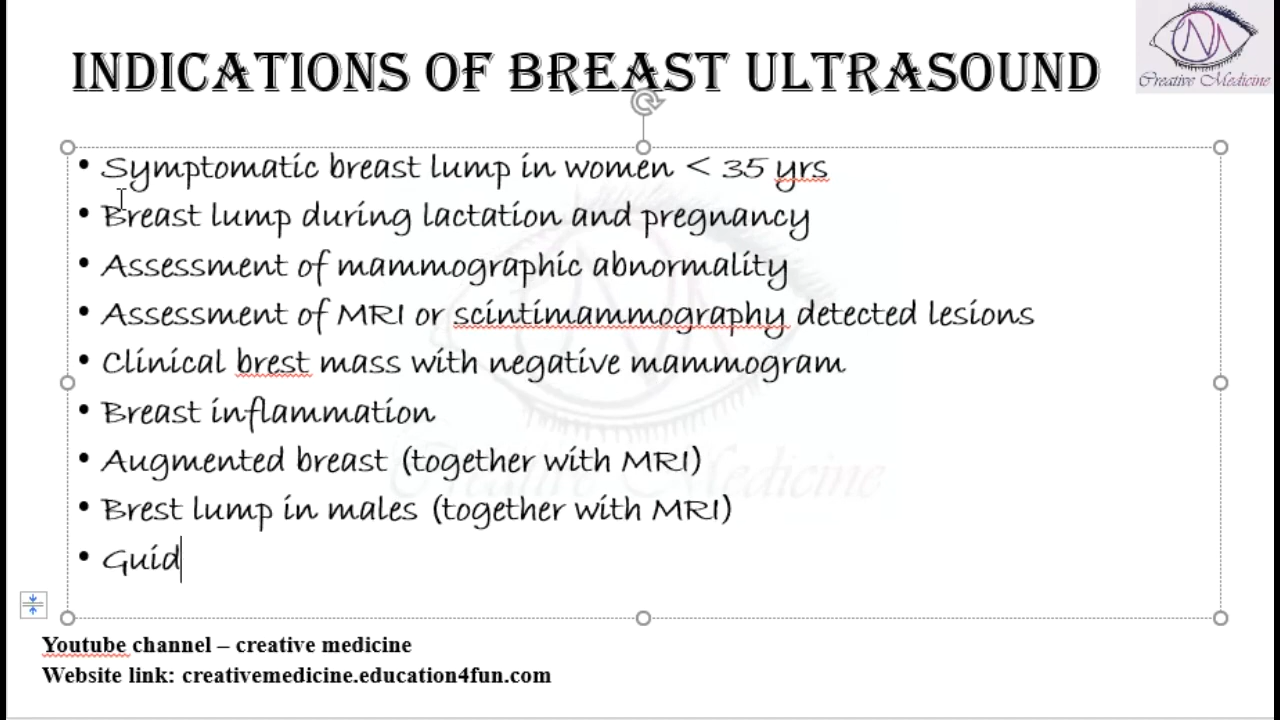 INDICATIONS OF BREAST ULTRASOUND
Creative Medicine
• Symptomatic breast lump in women < 35 yrs
• Breast lump during lactation and pregnancy
• Assessment of mammographic abnormality
• Assessment of MRI or scintimammography detected lesions
• Clinical brest mass with negative mammogram
• Breast inflammation
• Augmented breast (together with MRI)
• Brest lump in males (together with MRI)
• Guid
Creative Medicine
Youtube channel – creative medicine
Website link: creativemedicine.education4fun.com